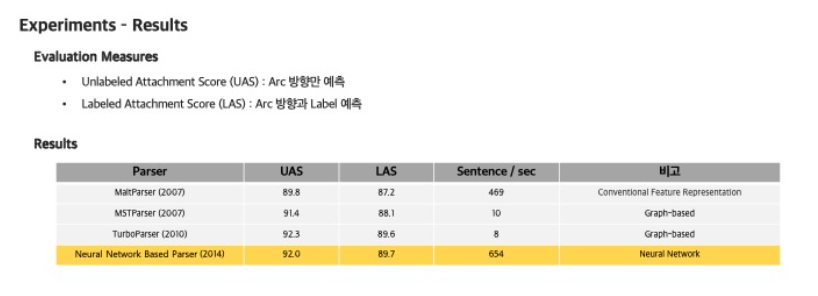 Experiments - Results
Evaluation Measures
• Unlabeled Attachment Score (UAS) : Arc 방향만 예측
• Labeled Attachment Score (LAS) : Arc 방향과 Label 예측
Results
Parser UAS LAS Sentence / sec 비고
MaltParser (2007) 89.8 87.2 469 Conventional Feature Representation
MSTParser (2007) 91.4 88.1 10 Graph-based
TurboParser (2010) 92.3 89.6 8 Graph-based
Neural Network Based Parser (2014) 92.0 89.7 654 Neural Network